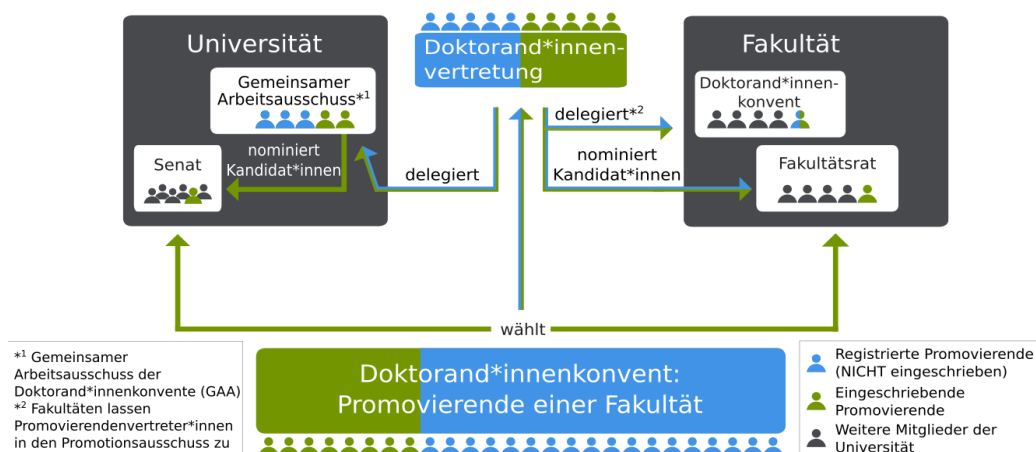 Universität
Gemeinsamer
Arbeitsausschuss*1
nominiert
Kandidat*innen
Senat
delegiert
Doktorand*innen-
vertretung
Fakultät
delegiert*2
Doktorand*innen-
konvent
nominiert
Kandidat*innen
Fakultätsrat
wählt
Doktorand*innenkonvent:
Promovierende einer Fakultät
*1 Gemeinsamer
Arbeitsausschuss der
Doktorand*innenkonvente (GAA)
*2 Fakultäten lassen
Promovierendenvertreter*innen
in den Promotionsausschuss zu
Registrierte Promovierende
(NICHT eingeschrieben)
Eingeschriebende
Promovierende
Weitere Mitglieder der
Universität